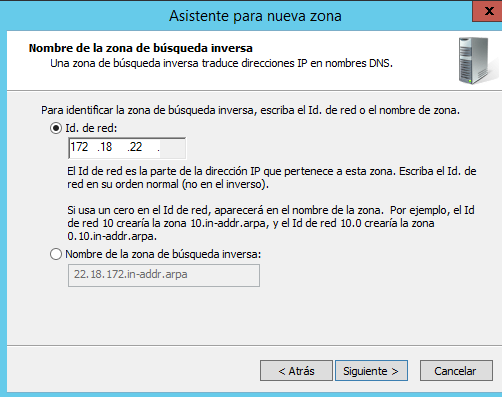 Asistente para nueva zona
x
Nombre de la zona de búsqueda inversa
Una zona de búsqueda inversa traduce direcciones IP en nombres DNS.
Para identificar la zona de búsqueda inversa, escriba el Id. de red o el nombre de zona.
Id. de red:
172 .18 .22 .
El Id de red es la parte de la dirección IP que pertenece a esta zona. Escriba el Id. de
red en su orden normal (no en el inverso).
Si usa un cero en el Id de red, aparecerá en el nombre de la zona. Por ejemplo, el Id
de red 10 crearía la zona 10.in-addr.arpa, y el Id de red 10.0 crearía la zona
0.10.in-addr.arpa.
Nombre de la zona de búsqueda inversa:
22.18.172.in-addr.arpa
< Atrás Siguiente > Cancelar